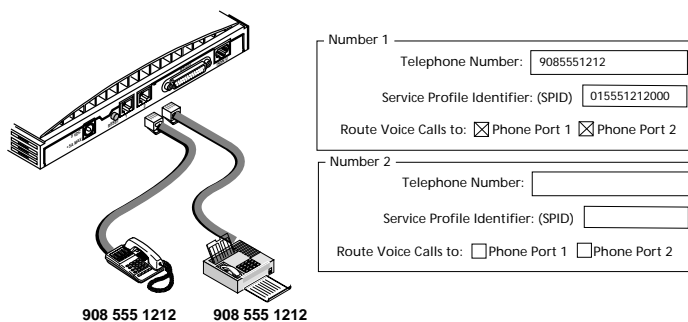 Number 1
Telephone Number: 9085551212
Service Profile Identifier: (SPID) 015551212000
Route Voice Calls to: Phone Port 1 Phone Port 2
Number 2
Telephone Number:
Service Profile Identifier: (SPID)
Route Voice Calls to: Phone Port 1 Phone Port 2
908 555 1212 908 555 1212